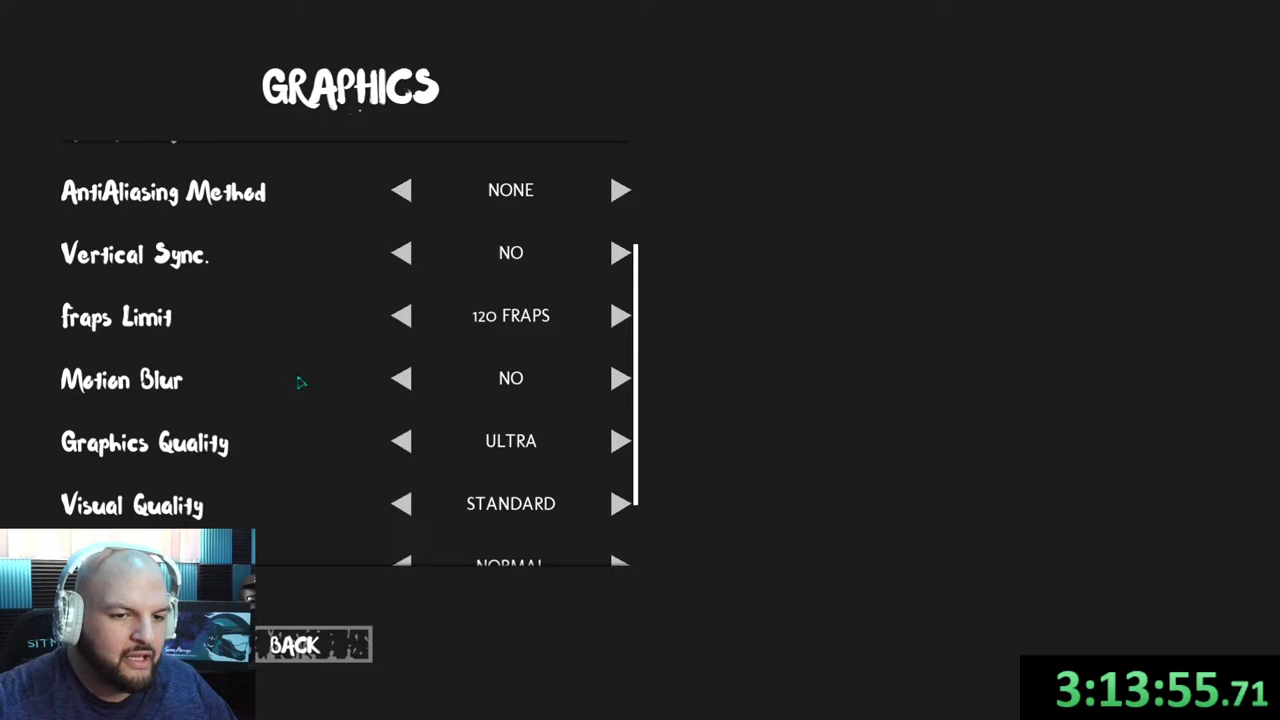 GRAPHICS
AntiAliasing Method NONE
Vertical Sync. NO
Fraps Limit 120 FRAPS
Motion Blur NO
Graphics Quality ULTRA
Visual Quality STANDARD
NORMAL
BACK
3:13:55.71